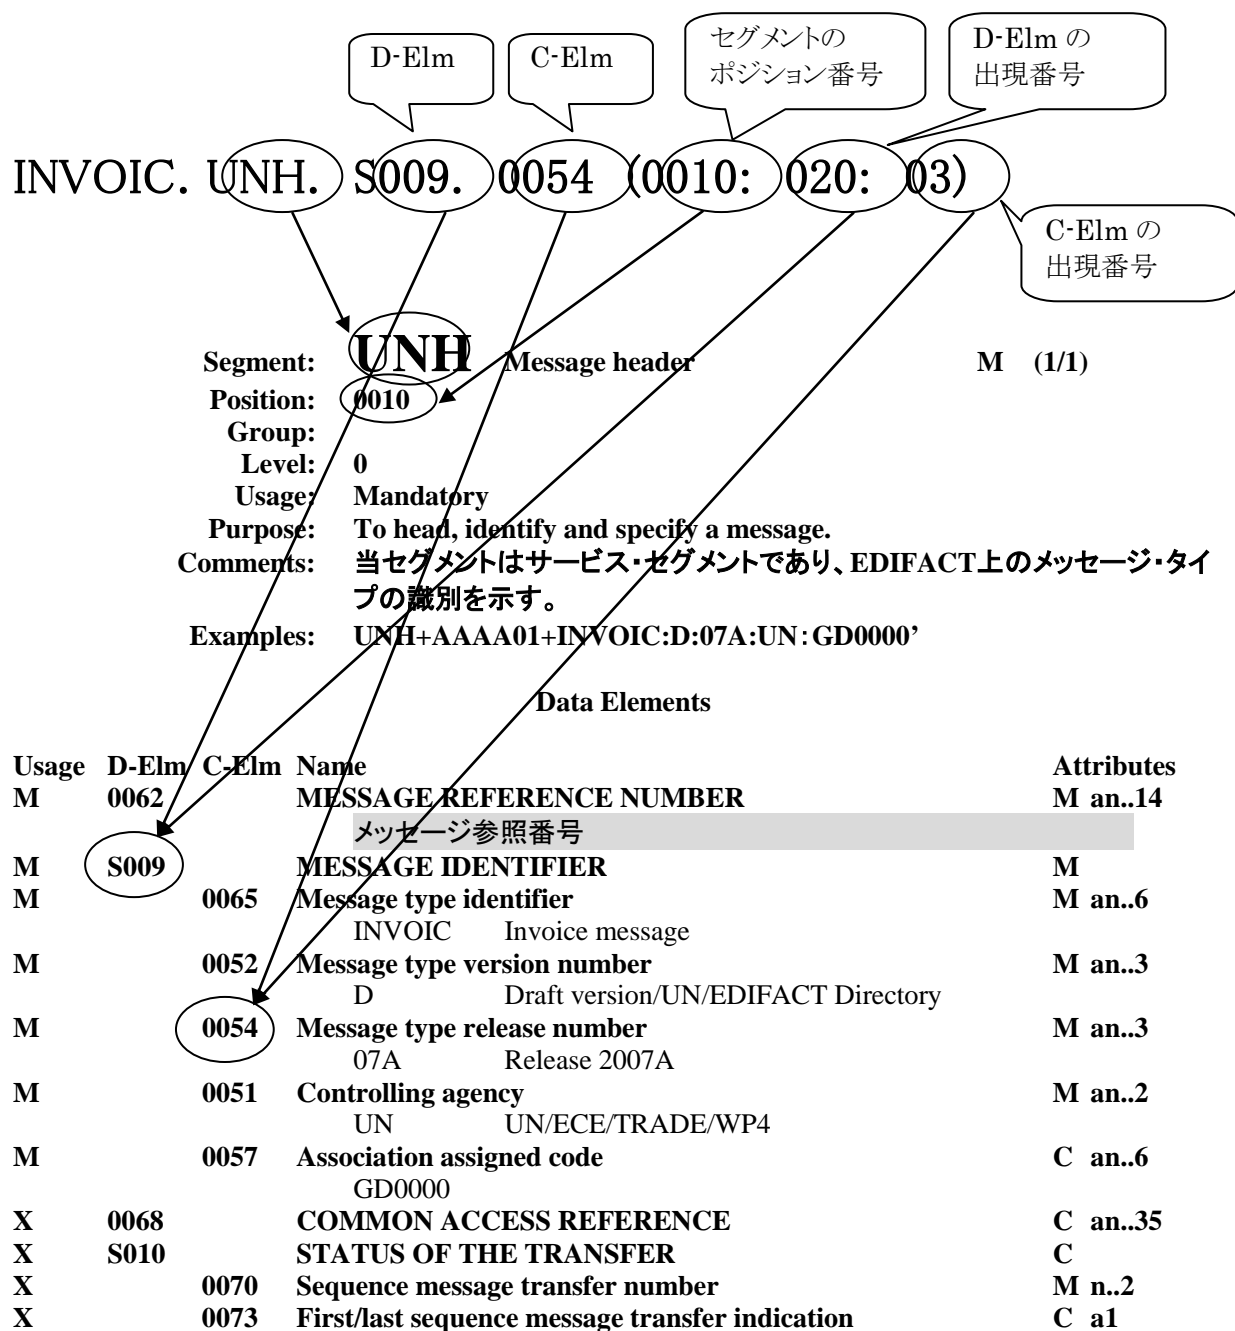 D-Elm
C-Elm
セグメントの
ポジション番号
D-Elm の
出現番号
INVOIC. UNH. S009. 0054 (0010: 020: 03)
C-Elm の
出現番号
Segment: UNH Message header M (1/1)
Position: 0010
Group:
Level: 0
Usage: Mandatory
Purpose: To head, identify and specify a message.
Comments: 当セグメントはサービス・セグメントであり、EDIFACT上のメッセージ・タイ
プの識別を示す。
Examples: UNH+AAAA01+INVOIC:D:07A:UN:GD0000’
Data Elements
Usage D-Elm C-Elm Name Attributes
M 0062 MESSAGE REFERENCE NUMBER M an..14
メッセージ参照番号
M S009 MESSAGE IDENTIFIER M
M 0065 Message type identifier M an..6
INVOIC Invoice message
M 0052 Message type version number M an..3
D Draft version/UN/EDIFACT Directory
M 0054 Message type release number M an..3
07A Release 2007A
M 0051 Controlling agency M an..2
UN UN/ECE/TRADE/WP4
M 0057 Association assigned code C an..6
GD0000
X 0068 COMMON ACCESS REFERENCE C an..35
X S010 STATUS OF THE TRANSFER C
X 0070 Sequence message transfer number M n..2
X 0073 First/last sequence message transfer indication C a1